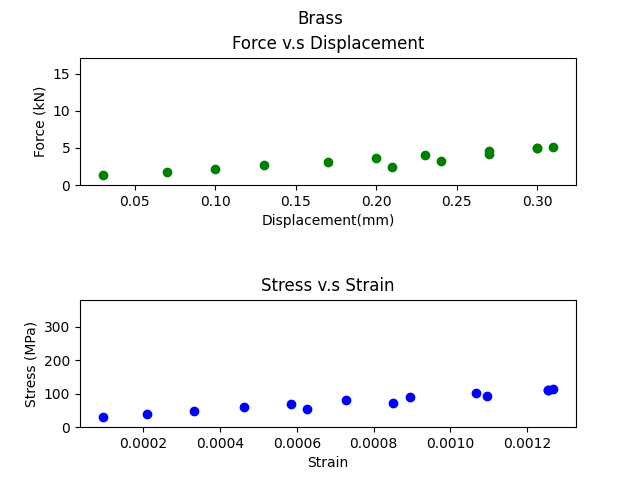 Brass
Force v.s Displacement
15
10
5
0
Force (kN)
0.05 0.10 0.15 0.20 0.25 0.30
Displacement(mm)
Stress v.s Strain
300
200
100
0
Stress (MPa)
0.0002 0.0004 0.0006 0.0008 0.0010 0.0012
Strain